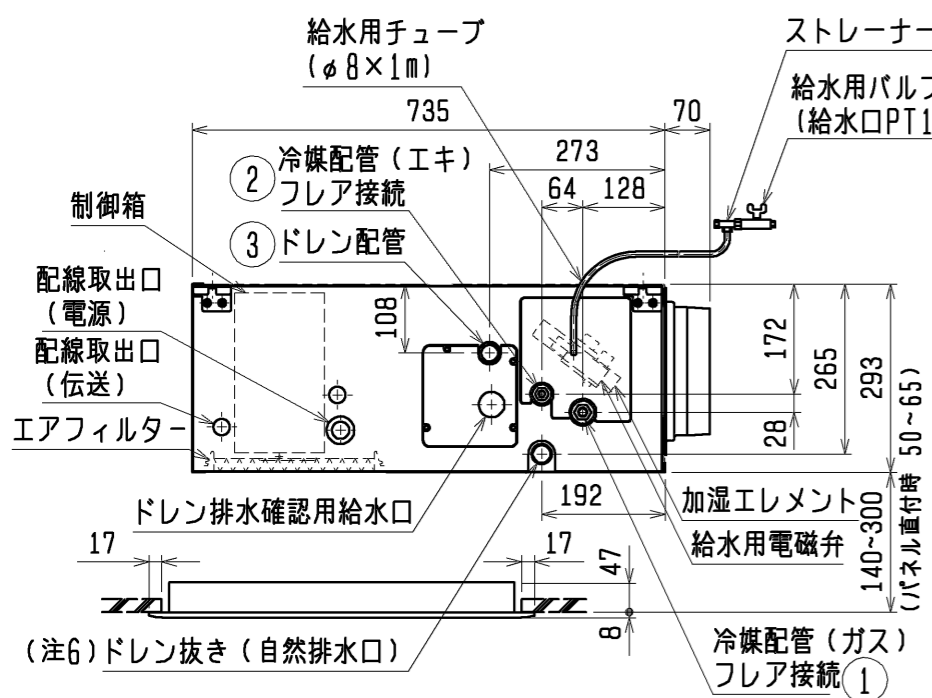 給水用チューブ
(φ8×1m)
ストレーナー
給水用バルブ
(給水口PT1
735
70
② 冷媒配管(エキ)
フレア接続
273
64
128
制御箱
③ ドレン配管
配線取出口
(電源)
配線取出口
(伝送)
エアフィルター
108
172
265
293
28
50~65
(パネル直付時
140~300
ドレン排水確認用給水口
192
加湿エレメント
給水用電磁弁
17
17
47
8
(注6)ドレン抜き(自然排水口)
冷媒配管(ガス)
フレア接続 ①